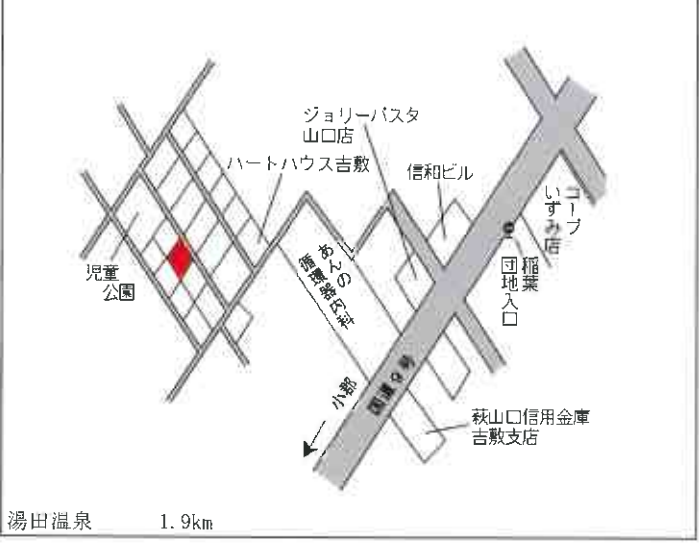 ジョリーパスタ
山口店
ハートハウス吉敷
信和ビル
コープ
いずみ店
稲葉
団地入口
児童
公園
あんの
循環器内科
小郡
国道9号
萩山口信用金庫
吉敷支店
湯田温泉 1.9km